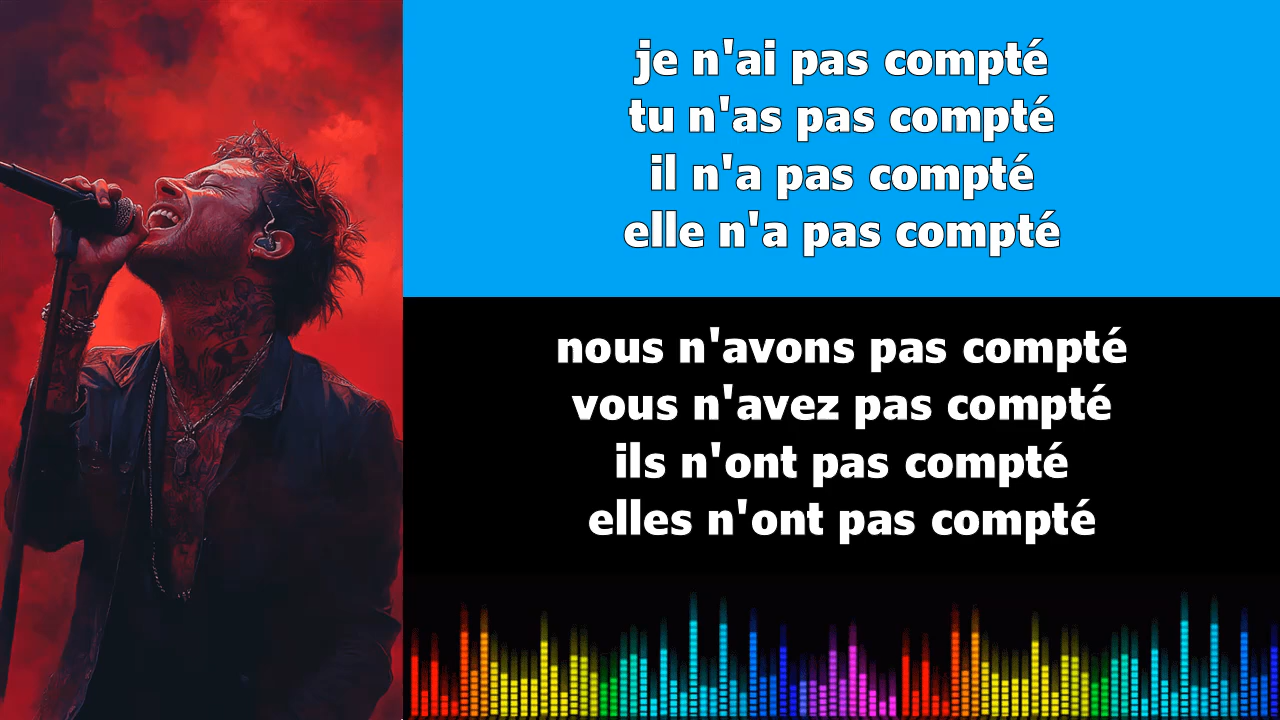 je n'ai pas compté
tu n'as pas compté
il n'a pas compté
elle n'a pas compté
nous n'avons pas compté
vous n'avez pas compté
ils n'ont pas compté
elles n'ont pas compté